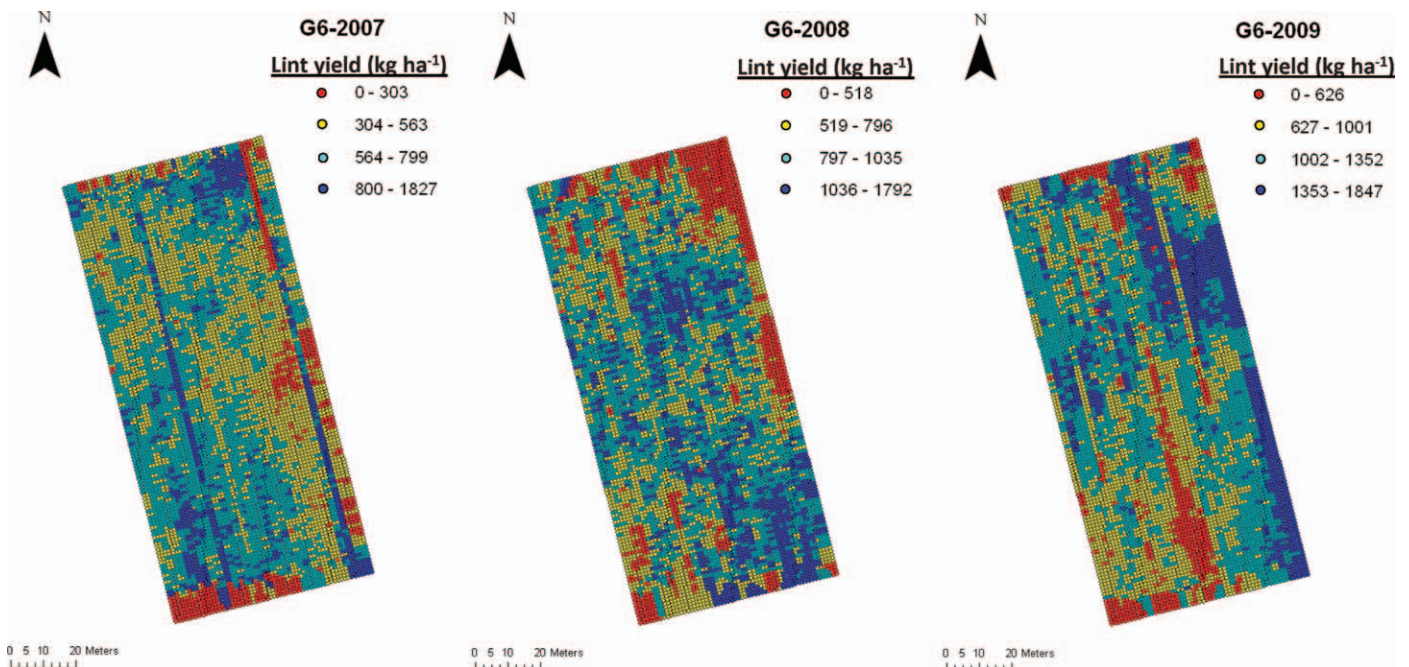 N
G6-2007
Lint yield (kg ha-1)
0 - 303
304 - 563
564 - 799
800 - 1827
0 5 10 20 Meters
N
G6-2008
Lint yield (kg ha-1)
0 - 518
519 - 796
797 - 1035
1036 - 1792
0 5 10 20 Meters
N
G6-2009
Lint yield (kg ha-1)
0 - 626
627 - 1001
1002 - 1352
1353 - 1847
0 5 10 20 Meters